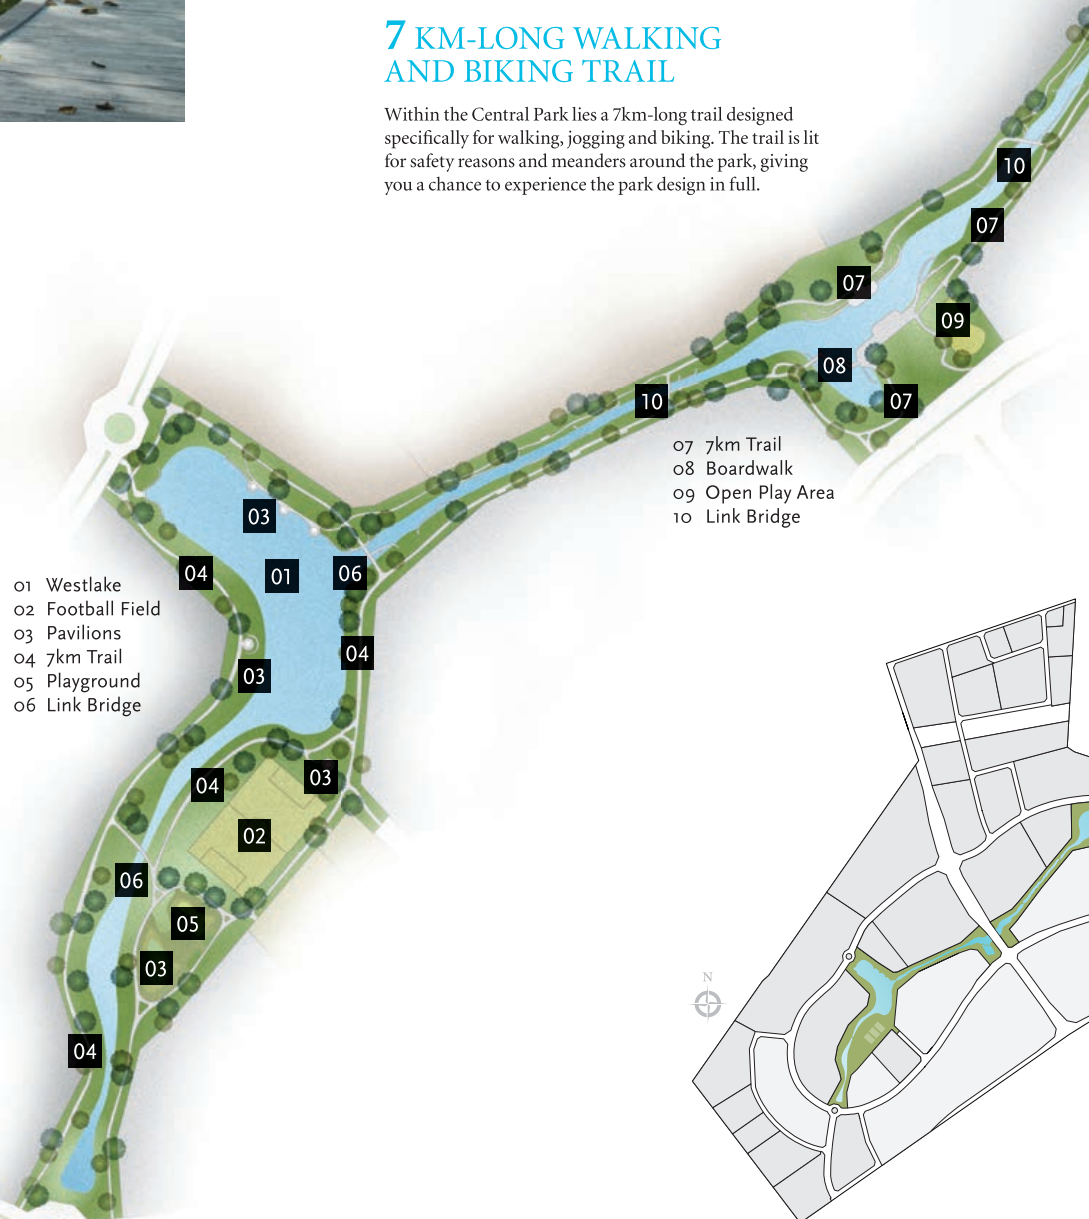 7 KM-LONG WALKING
AND BIKING TRAIL
Within the Central Park lies a 7km-long trail designed
specifically for walking, jogging and biking. The trail is lit
for safety reasons and meanders around the park, giving
you a chance to experience the park design in full.
10
07
07
09
08
10
07
07 7km Trail
08 Boardwalk
09 Open Play Area
10 Link Bridge
03
04
01
06
01 Westlake
02 Football Field
03 Pavilions
04 7km Trail
05 Playground
06 Link Bridge
04
03
03
04
02
06
05
03
04
N